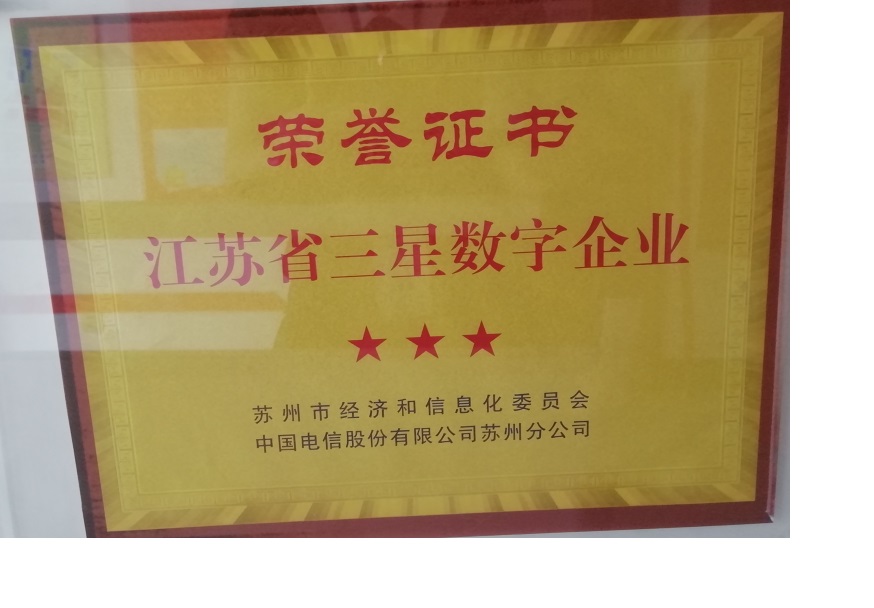 荣誉证书
江苏省三星数字企业
★★★
苏州市经济和信息化委员会
中国电信股份有限公司苏州分公司